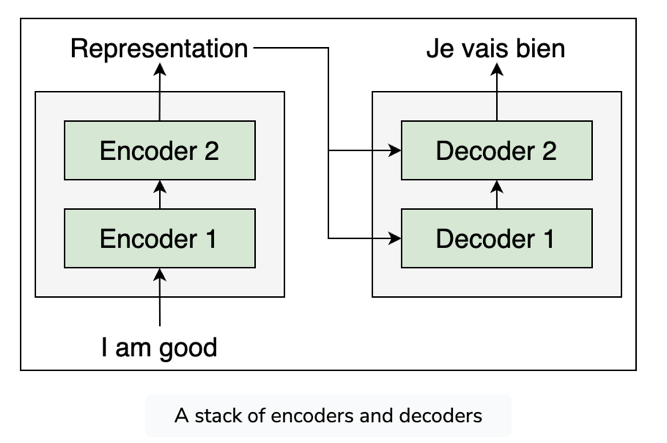 Representation
Je vais bien
Encoder 2
Decoder 2
Encoder 1
Decoder 1
I am good
A stack of encoders and decoders